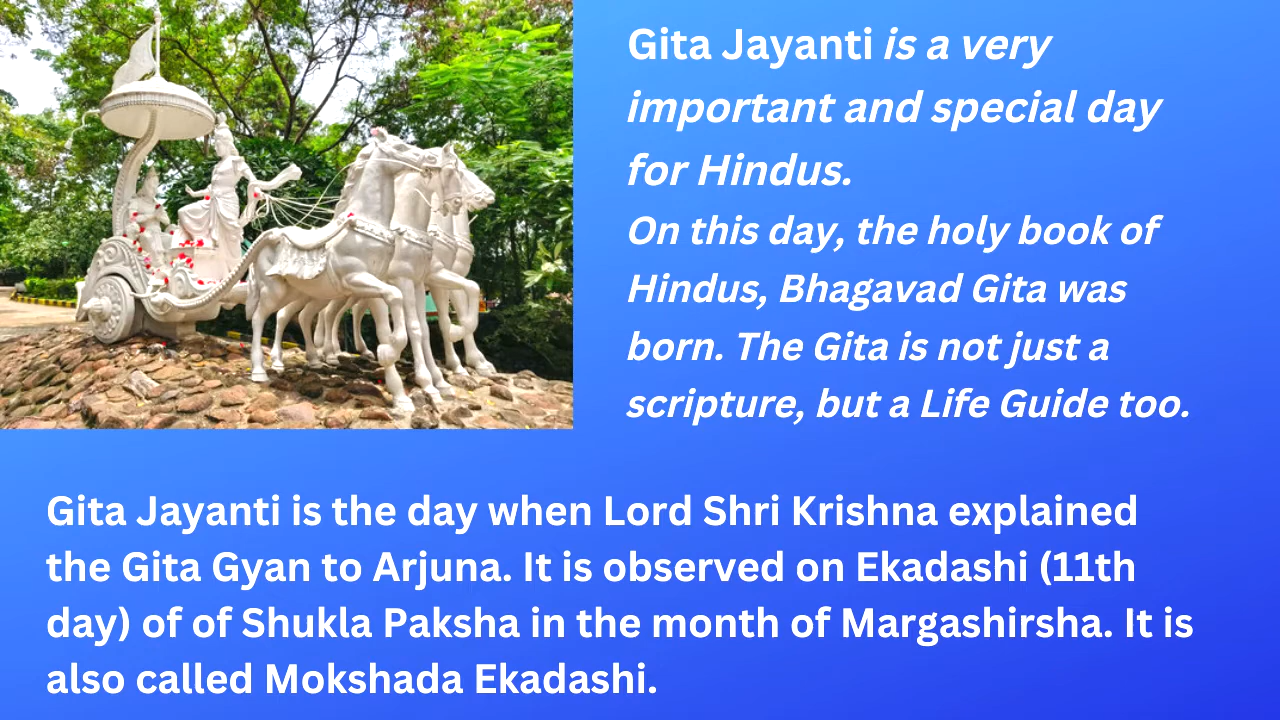 Gita Jayanti is a very
important and special day
for Hindus.
On this day, the holy book of
Hindus, Bhagavad Gita was
born. The Gita is not just a
scripture, but a Life Guide too.
Gita Jayanti is the day when Lord Shri Krishna explained
the Gita Gyan to Arjuna. It is observed on Ekadashi (11th
day) of of Shukla Paksha in the month of Margashirsha. It is
also called Mokshada Ekadashi.